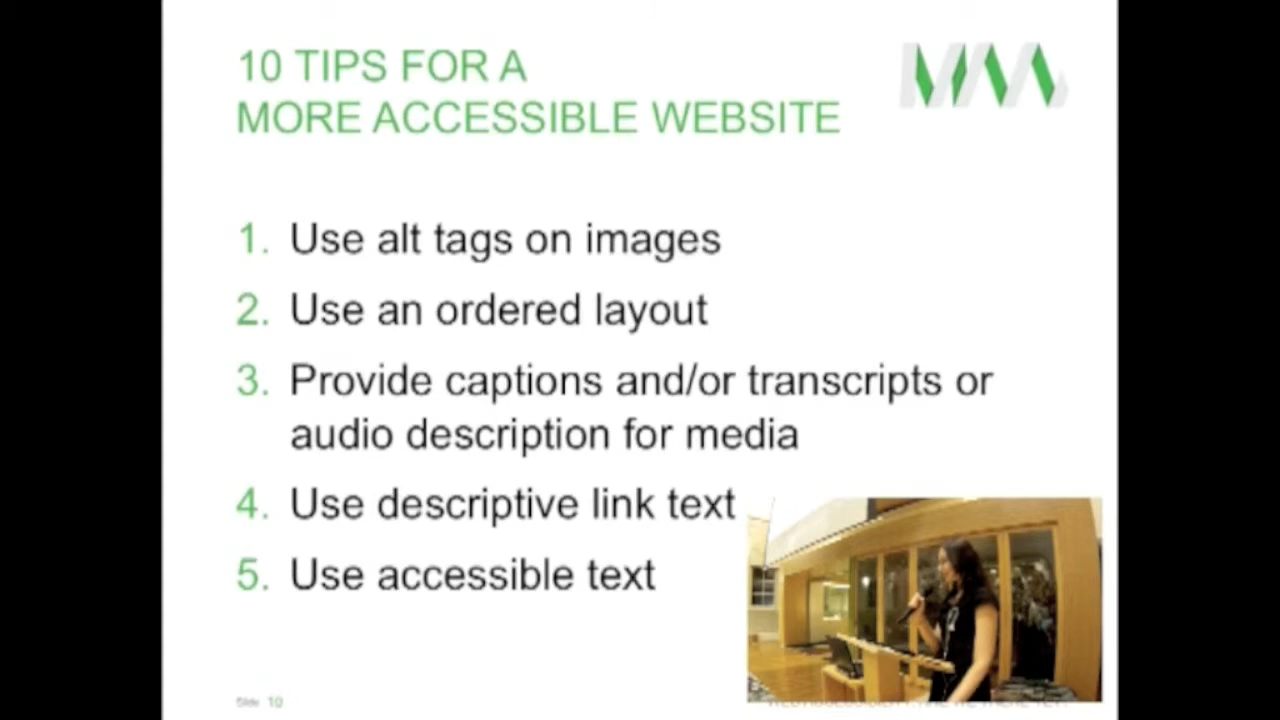 10 TIPS FOR A
MORE ACCESSIBLE WEBSITE
1. Use alt tags on images
2. Use an ordered layout
3. Provide captions and/or transcripts or
audio description for media
4. Use descriptive link text
5. Use accessible text
Slide 10